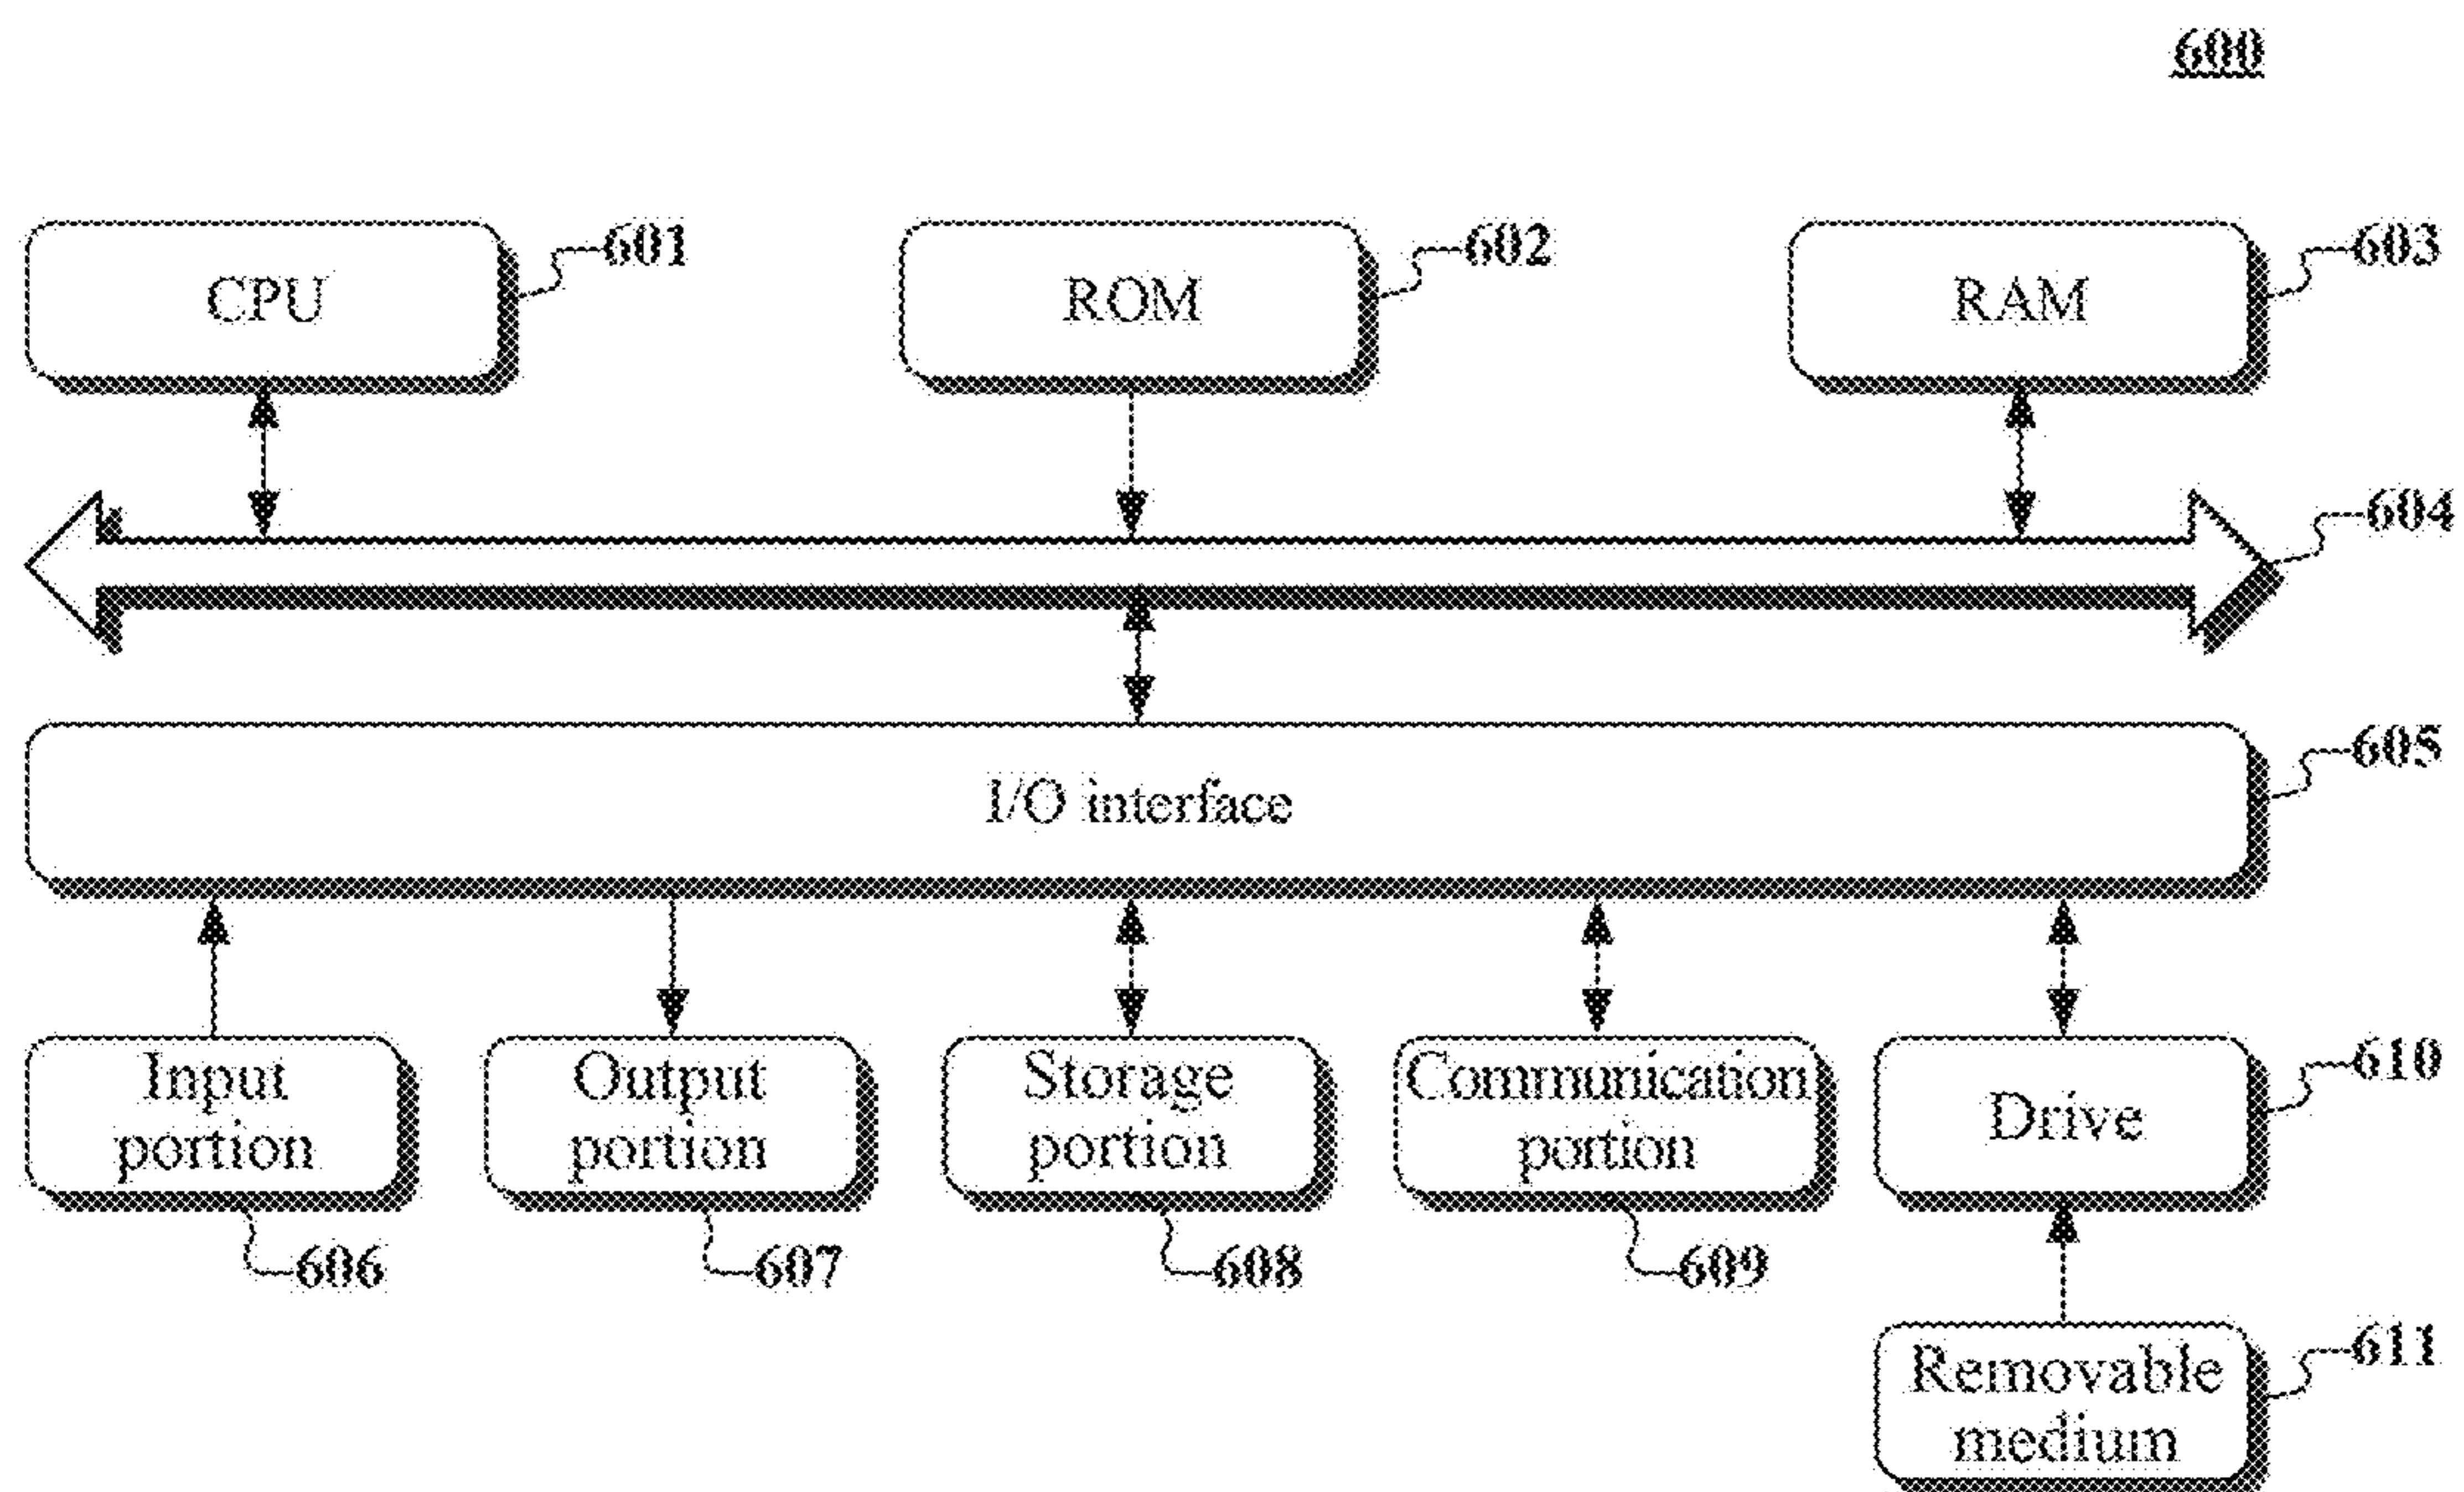 600
CPU
601
ROM
602
RAM
603
604
I/O interface
605
Input
portion
Output
portion
Storage
portion
Communication
portion
Drive
610
606
607
608
609
Removable
medium
611